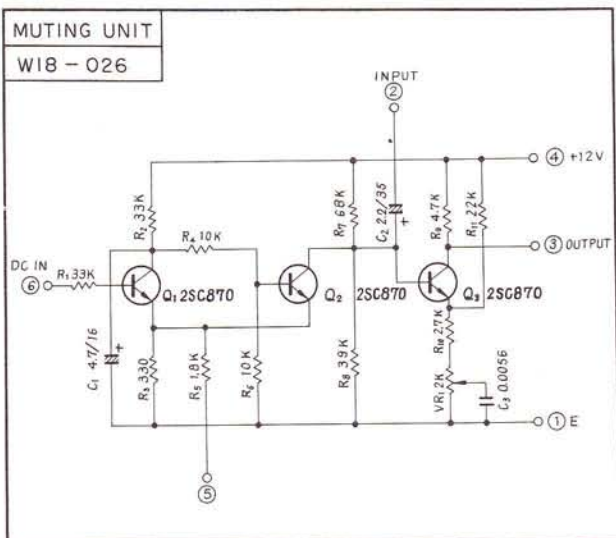 MUTING UNIT
W18 - 026
INPUT
②
④ +12V
R2 33K
R4 10K
R7 68K
C2 2.2/35
+
R9 4.7K
R11 22K
③ OUTPUT
DC IN
⑥
R1 33K
Q1 2SC870
Q2 2SC870
Q3 2SC870
C1 4.7/16
+
R3 330
R5 1.8K
R6 10K
R8 39K
R10 2.7K
VR1 2K
C3 0.0056
① E
⑤